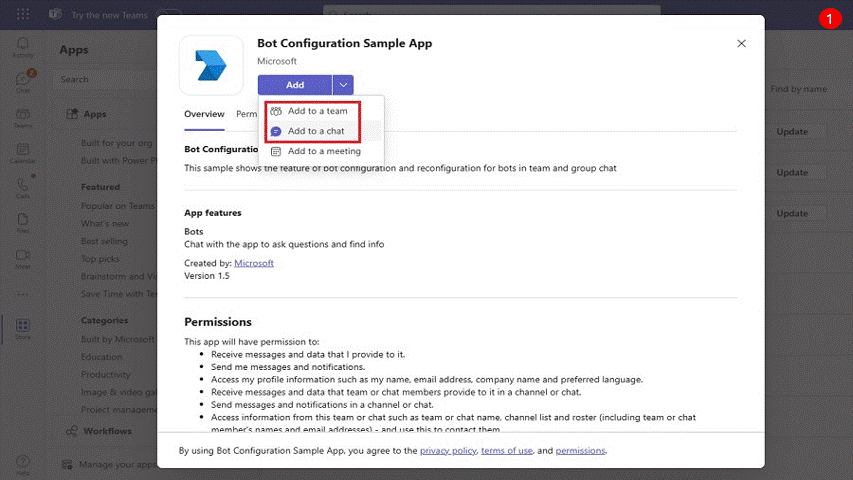 Try the new Teams
Search
1
Activity
Chat
2
Teams
Calendar
Calls
Files
Meet
Store
Help
Apps
Search
Apps
Built for your org
Built with Power P
Featured
Popular on Teams
What's new
Best selling
Top picks
Brainstorm and Vi
Save Time with Te
Categories
Built by Microsoft
Education
Productivity
Image & video gal
Project manageme
Workflows
Manage your apps
Find by name
Update
Update
Update
Bot Configuration Sample App
Microsoft
Add
Add to a team
Add to a chat
Add to a meeting
Overview Perm
Bot Configuratio
This sample shows the feature of bot configuration and reconfiguration for bots in team and group chat
App features
Bots
Chat with the app to ask questions and find info
Created by: Microsoft
Version 1.5
Permissions
This app will have permission to:
• Receive messages and data that I provide to it.
• Send me messages and notifications.
• Access my profile information such as my name, email address, company name and preferred language.
• Receive messages and data that team or chat members provide to it in a channel or chat.
• Send messages and notifications in a channel or chat.
• Access information from this team or chat such as team or chat name, channel list and roster (including team or chat
member's names and email addresses) - and use this to contact them.
By using Bot Configuration Sample App, you agree to the privacy policy, terms of use, and permissions.